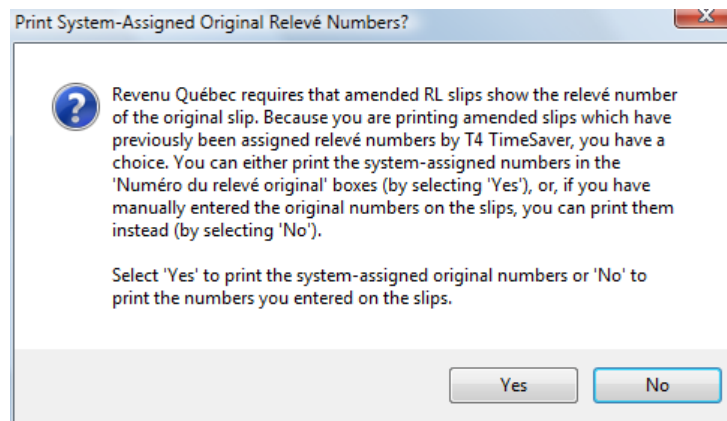 Print System-Assigned Original Relevé Numbers?
X
?
Revenu Québec requires that amended RL slips show the relevé number
of the original slip. Because you are printing amended slips which have
previously been assigned relevé numbers by T4 TimeSaver, you have a
choice. You can either print the system-assigned numbers in the
'Numéro du relevé original' boxes (by selecting 'Yes'), or, if you have
manually entered the original numbers on the slips, you can print them
instead (by selecting 'No').
Select 'Yes' to print the system-assigned original numbers or 'No' to
print the numbers you entered on the slips.
Yes No